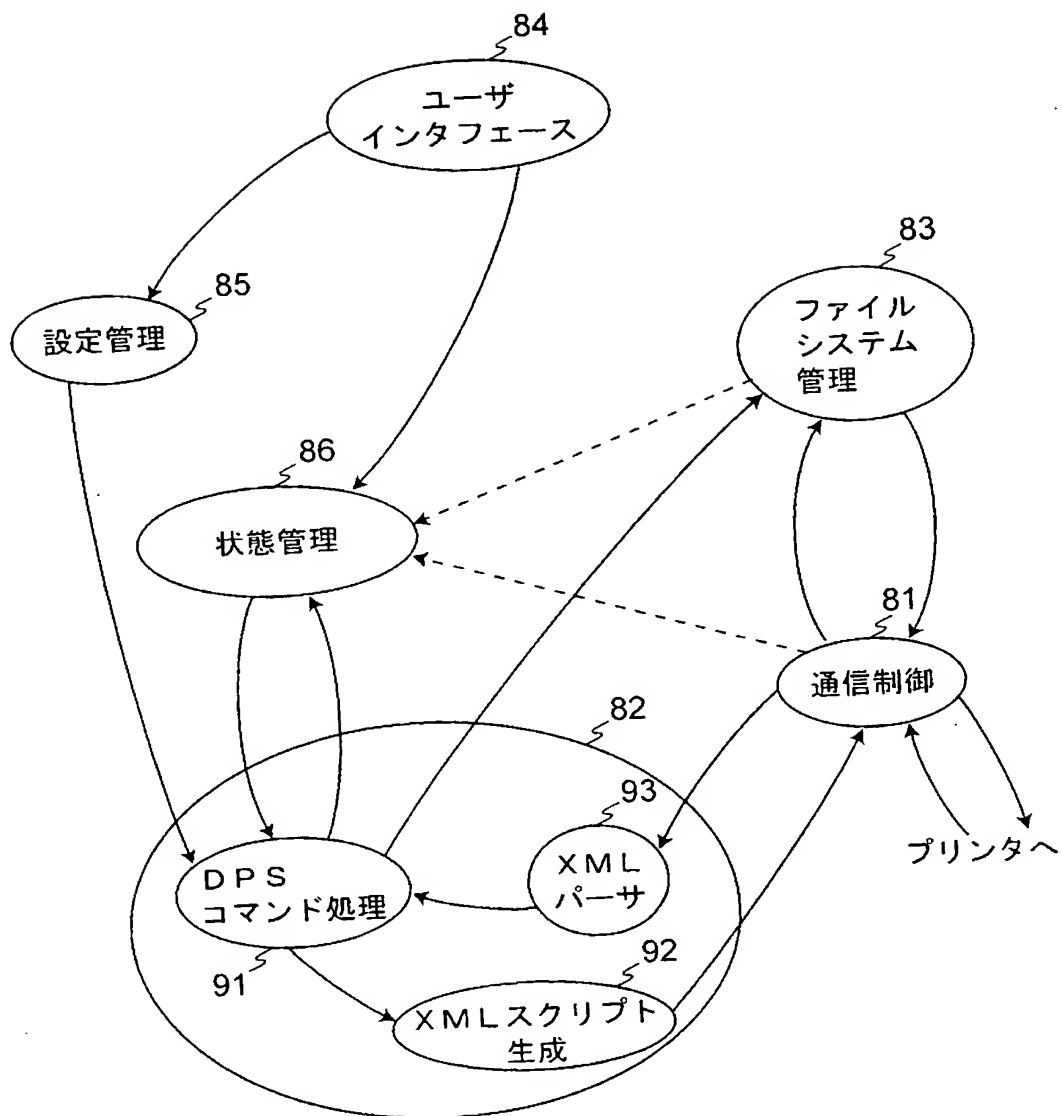 84
ユーザ
インタフェース
83
ファイル
システム
管理
85
設定管理
86
状態管理
81
通信制御
82
93
XML
パーサ
プリンタへ
DPS
コマンド処理
91
92
XMLスクリプト
生成